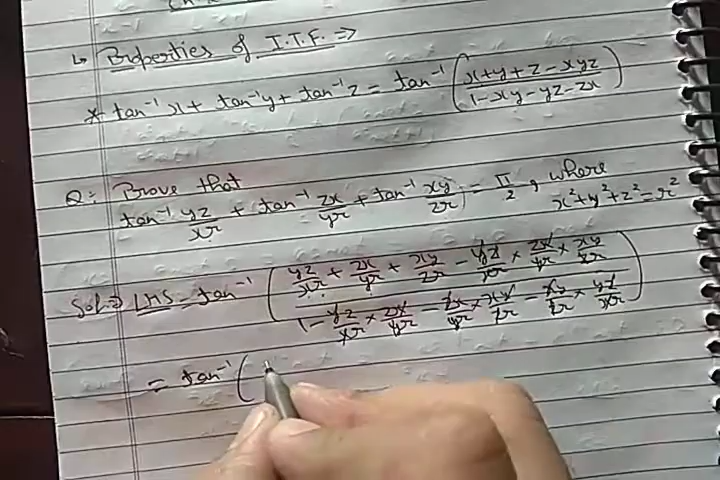 ↳ Properties of I.T.F. ⇒
* tan⁻¹ x + tan⁻¹ y + tan⁻¹ z = tan⁻¹ ( (x+y+z-xyz) / (1-xy-yz-zx) )
Q: Prove that
tan⁻¹ yz/xr + tan⁻¹ zx/yr + tan⁻¹ xy/zr = π/2 , where
x²+y²+z²=r²
Sol ⇒ LHS = tan⁻¹ ( (yz/xr + zx/yr + xy/zr - yz/xr × zx/yr × xy/zr) / (1 - yz/xr × zx/yr - zx/yr × xy/zr - xy/zr × yz/xr) )
= tan⁻¹ (